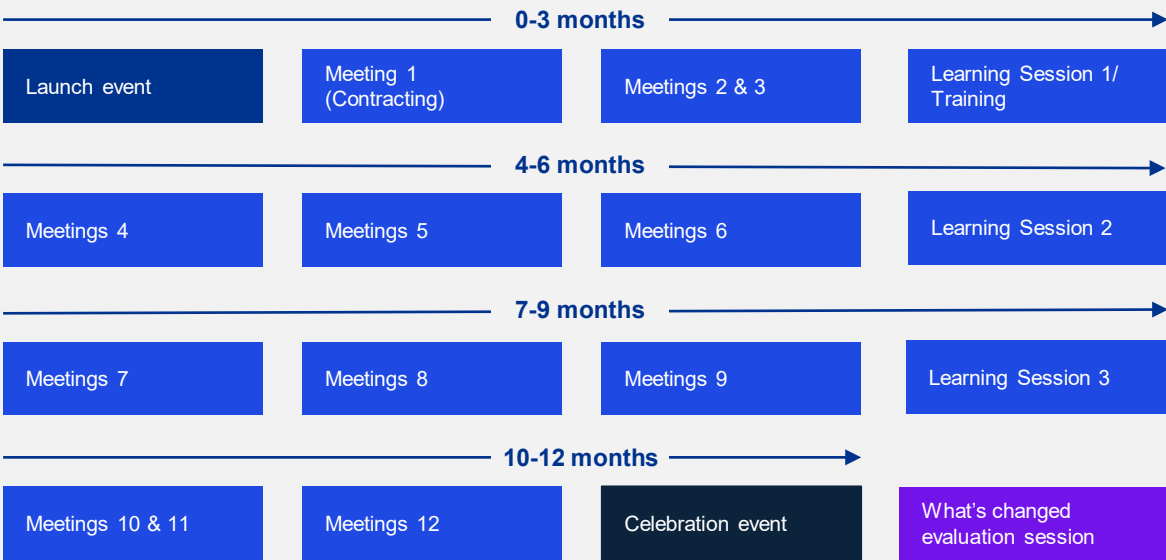 0-3 months
Launch event
Meeting 1
(Contracting)
Meetings 2 & 3
Learning Session 1/
Training
4-6 months
Meetings 4
Meetings 5
Meetings 6
Learning Session 2
7-9 months
Meetings 7
Meetings 8
Meetings 9
Learning Session 3
10-12 months
Meetings 10 & 11
Meetings 12
Celebration event
What’s changed
evaluation session